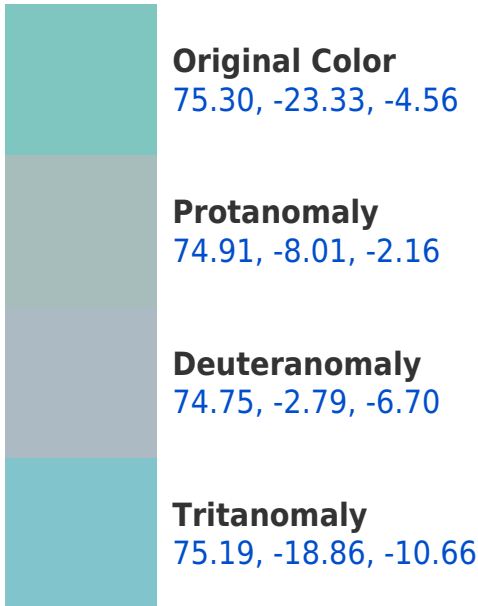 Original Color
75.30, -23.33, -4.56
Protanomaly
74.91, -8.01, -2.16
Deuteranomaly
74.75, -2.79, -6.70
Tritanomaly
75.19, -18.86, -10.66